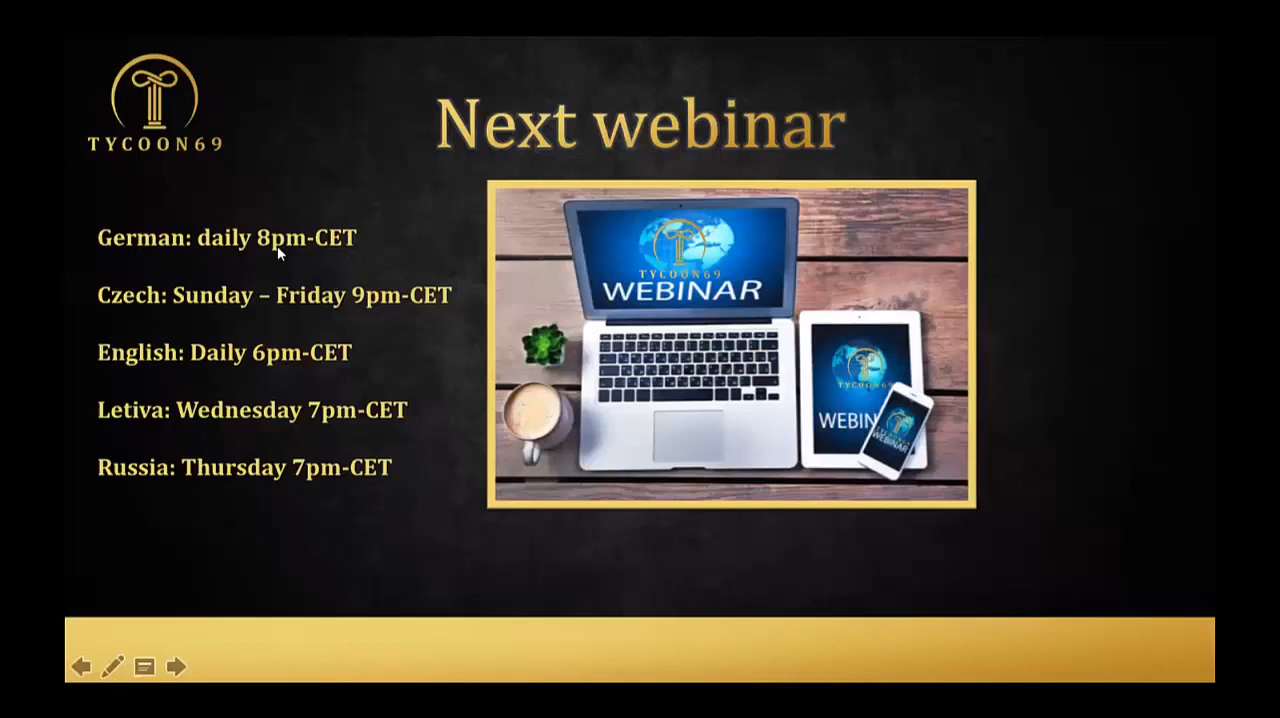 TYCOON69
Next webinar
German: daily 8pm-CET
Czech: Sunday – Friday 9pm-CET
English: Daily 6pm-CET
Letiva: Wednesday 7pm-CET
Russia: Thursday 7pm-CET
TYCOON69
WEBINAR
TYCOON69
WEBIN
WEBINAR